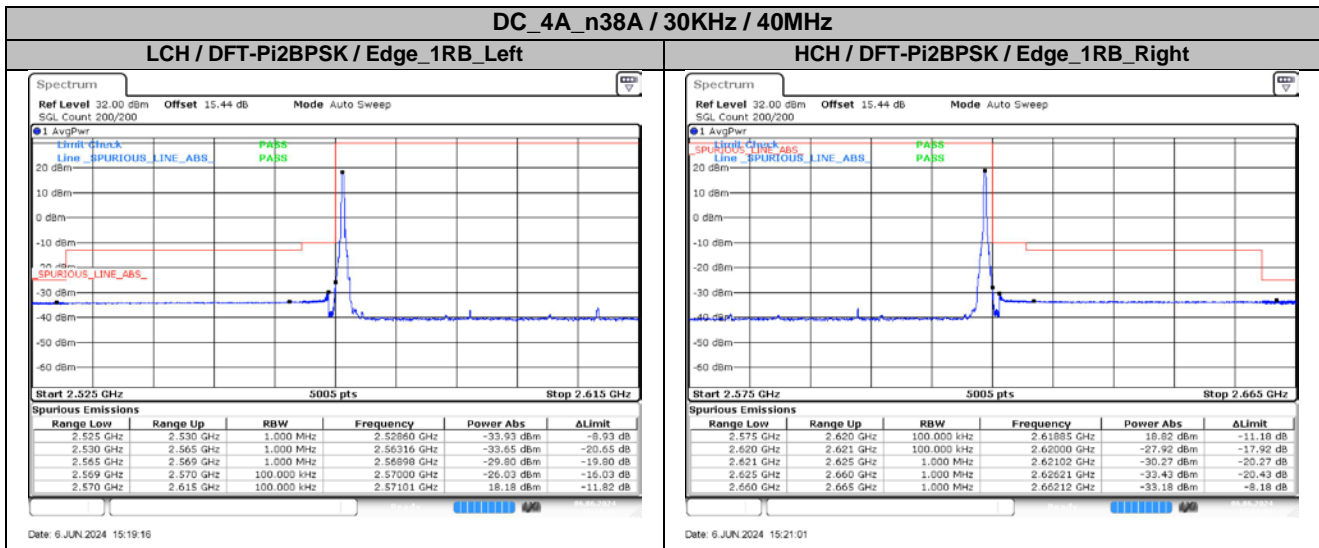 DC_4A_n38A / 30KHz / 40MHz
LCH / DFT-Pi2BPSK / Edge_1RB_Left
HCH / DFT-Pi2BPSK / Edge_1RB_Right
Spectrum
Ref Level 32.00 dBm Offset 15.44 dB Mode Auto Sweep
SGL Count 200/200
1 AvgPwr
Limit Check PASS
Line _SPURIOUS_LINE_ABS_ PASS
20 dBm
10 dBm
0 dBm
-10 dBm
-20 dBm
_SPURIOUS_LINE_ABS_
-30 dBm
-40 dBm
-50 dBm
-60 dBm
Start 2.525 GHz 5005 pts Stop 2.615 GHz
Spurious Emissions
Range Low Range Up RBW Frequency Power Abs ΔLimit
2.525 GHz 2.530 GHz 1.000 MHz 2.52860 GHz -33.93 dBm -8.93 dB
2.530 GHz 2.565 GHz 1.000 MHz 2.56316 GHz -33.65 dBm -20.65 dB
2.565 GHz 2.569 GHz 1.000 MHz 2.56898 GHz -29.80 dBm -19.80 dB
2.569 GHz 2.570 GHz 100.000 kHz 2.57000 GHz -26.03 dBm -16.03 dB
2.570 GHz 2.615 GHz 100.000 kHz 2.57101 GHz 18.18 dBm -11.82 dB
Date: 6.JUN.2024 15:19:16
Spectrum
Ref Level 32.00 dBm Offset 15.44 dB Mode Auto Sweep
SGL Count 200/200
1 AvgPwr
Limit Check PASS
_SPURIOUS_LINE_ABS_
Line _SPURIOUS_LINE_ABS_ PASS
20 dBm
10 dBm
0 dBm
-10 dBm
-20 dBm
-30 dBm
-40 dBm
-50 dBm
-60 dBm
Start 2.575 GHz 5005 pts Stop 2.665 GHz
Spurious Emissions
Range Low Range Up RBW Frequency Power Abs ΔLimit
2.575 GHz 2.620 GHz 100.000 kHz 2.61885 GHz 18.82 dBm -11.18 dB
2.620 GHz 2.621 GHz 100.000 kHz 2.62000 GHz -27.92 dBm -17.92 dB
2.621 GHz 2.625 GHz 1.000 MHz 2.62102 GHz -30.27 dBm -20.27 dB
2.625 GHz 2.660 GHz 1.000 MHz 2.62621 GHz -33.43 dBm -20.43 dB
2.660 GHz 2.665 GHz 1.000 MHz 2.66212 GHz -33.18 dBm -8.18 dB
Date: 6.JUN.2024 15:21:01